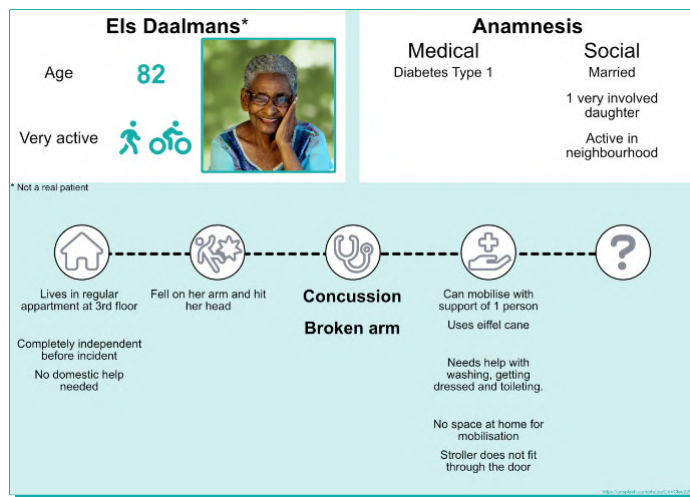 Els Daalmans*
Age
82
Very active
Anamnesis
Medical
Diabetes Type 1
Social
Married
1 very involved
daughter
Active in
neighbourhood
* Not a real patient
?
Lives in regular
appartment at 3rd floor
Completely independent
before incident
No domestic help
needed
Fell on her arm and hit
her head
Concussion
Broken arm
Can mobilise with
support of 1 person
Uses eiffel cane
Needs help with
washing, getting
dressed and toileting.
No space at home for
mobilisation
Stroller does not fit
through the door